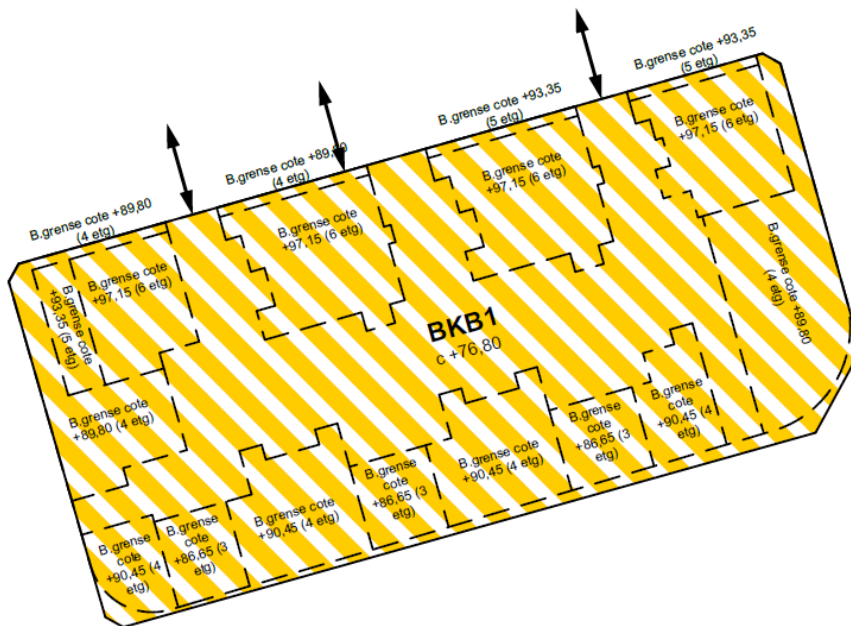 B.grense cote +93,35
(5 etg)
B.grense cote
+97,15 (6 etg)
B.grense cote +93,35
(5 etg)
B.grense cote
+97,15 (6 etg)
B.grense cote +89,80
(4 etg)
B.grense cote
+97,15 (6 etg)
B.grense cote +89,80
(4 etg)
B.grense cote
+97,15 (6 etg)
B.grense cote
+93,35 (5 etg)
B.grense cote +89,80
(4 etg)
BKB1
c +76,80
B.grense cote
+89,80 (4 etg)
B.grense
cote
+90,45 (4
etg)
B.grense
cote
+86,65 (3
etg)
B.grense cote
+90,45 (4 etg)
B.grense
cote
+86,65 (3
etg)
B.grense cote
+90,45 (4 etg)
B.grense
cote
+86,65 (3
etg)
B.grense
cote
+90,45 (4
etg)